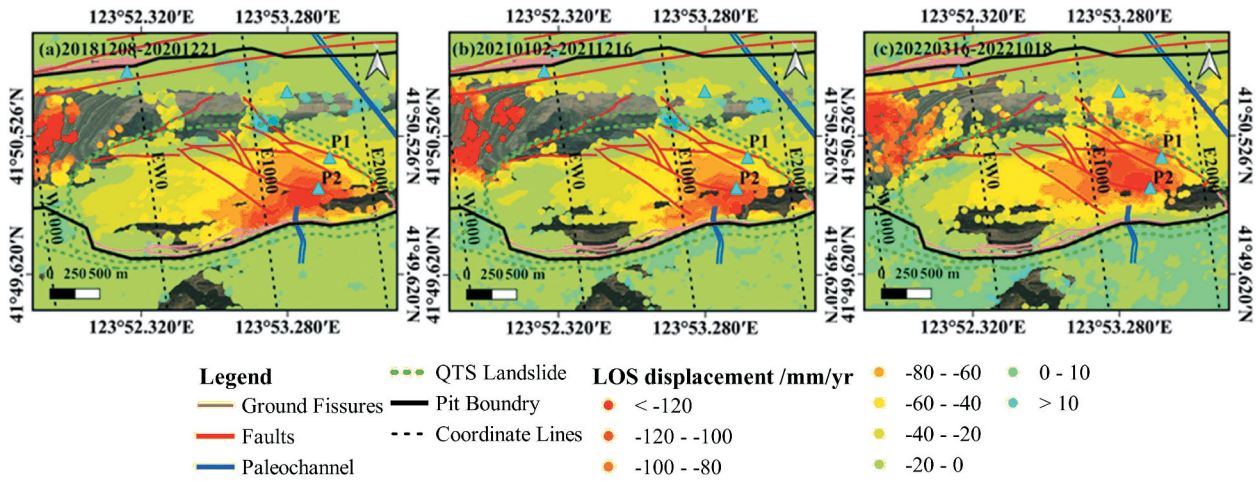 123°52.320′E 123°53.280′E 123°52.320′E 123°53.280′E 123°52.320′E 123°53.280′E
(a)20181208-20201221
(b)20210102-20211216
(c)20220316-20221018
41°50.526′N 41°50.526′N 41°50.526′N 41°50.526′N
P1 P1 P1
P2 P2 P2
EW0 E1000 E2000 EW0 E1000 E2000 EW0 E1000 E2000
41°49.620′N 41°49.620′N 41°49.620′N 41°49.620′N
0 250 500 m 250 500 m 250 500 m
123°52.320′E 123°53.280′E 123°52.320′E 123°53.280′E 123°52.320′E 123°53.280′E
Legend
Ground Fissures
Faults
Paleochannel
QTS Landslide
Pit Boundry
Coordinate Lines
LOS displacement /mm/yr
< -120
-120 - -100
-100 - -80
-80 - -60
-60 - -40
-40 - -20
-20 - 0
0 - 10
> 10